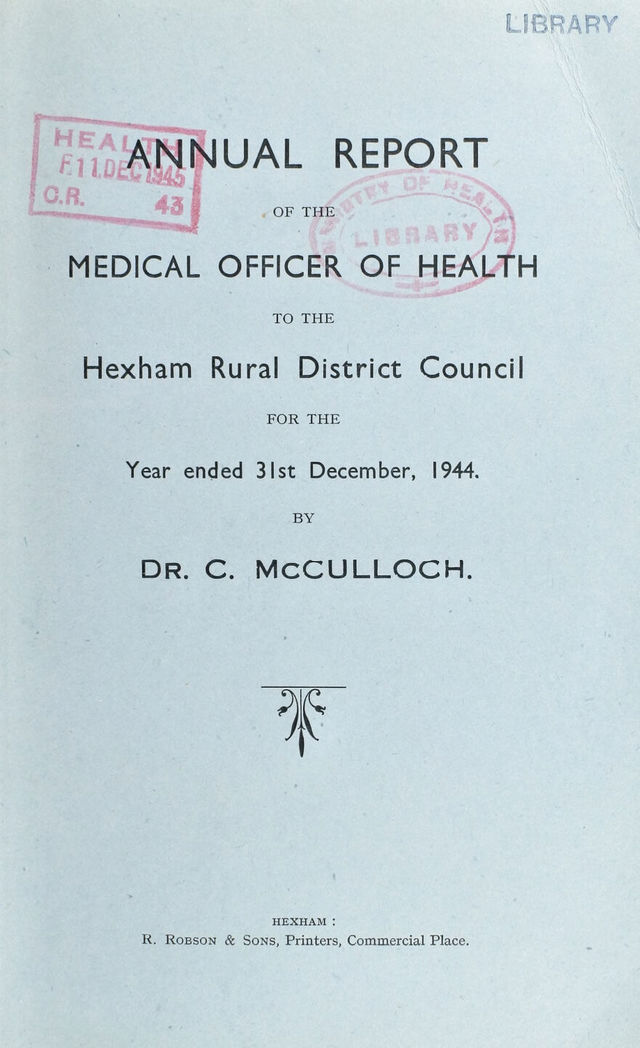 LIBRARY
HEALTH
11.DEC1945
C.R. 43
ANNUAL REPORT
OF THE
MINISTRY OF HEALTH
LIBRARY
MEDICAL OFFICER OF HEALTH
TO THE
Hexham Rural District Council
FOR THE
Year ended 31st December, 1944.
BY
DR. C. McCULLOCH.
HEXHAM :
R. ROBSON & SONS, Printers, Commercial Place.